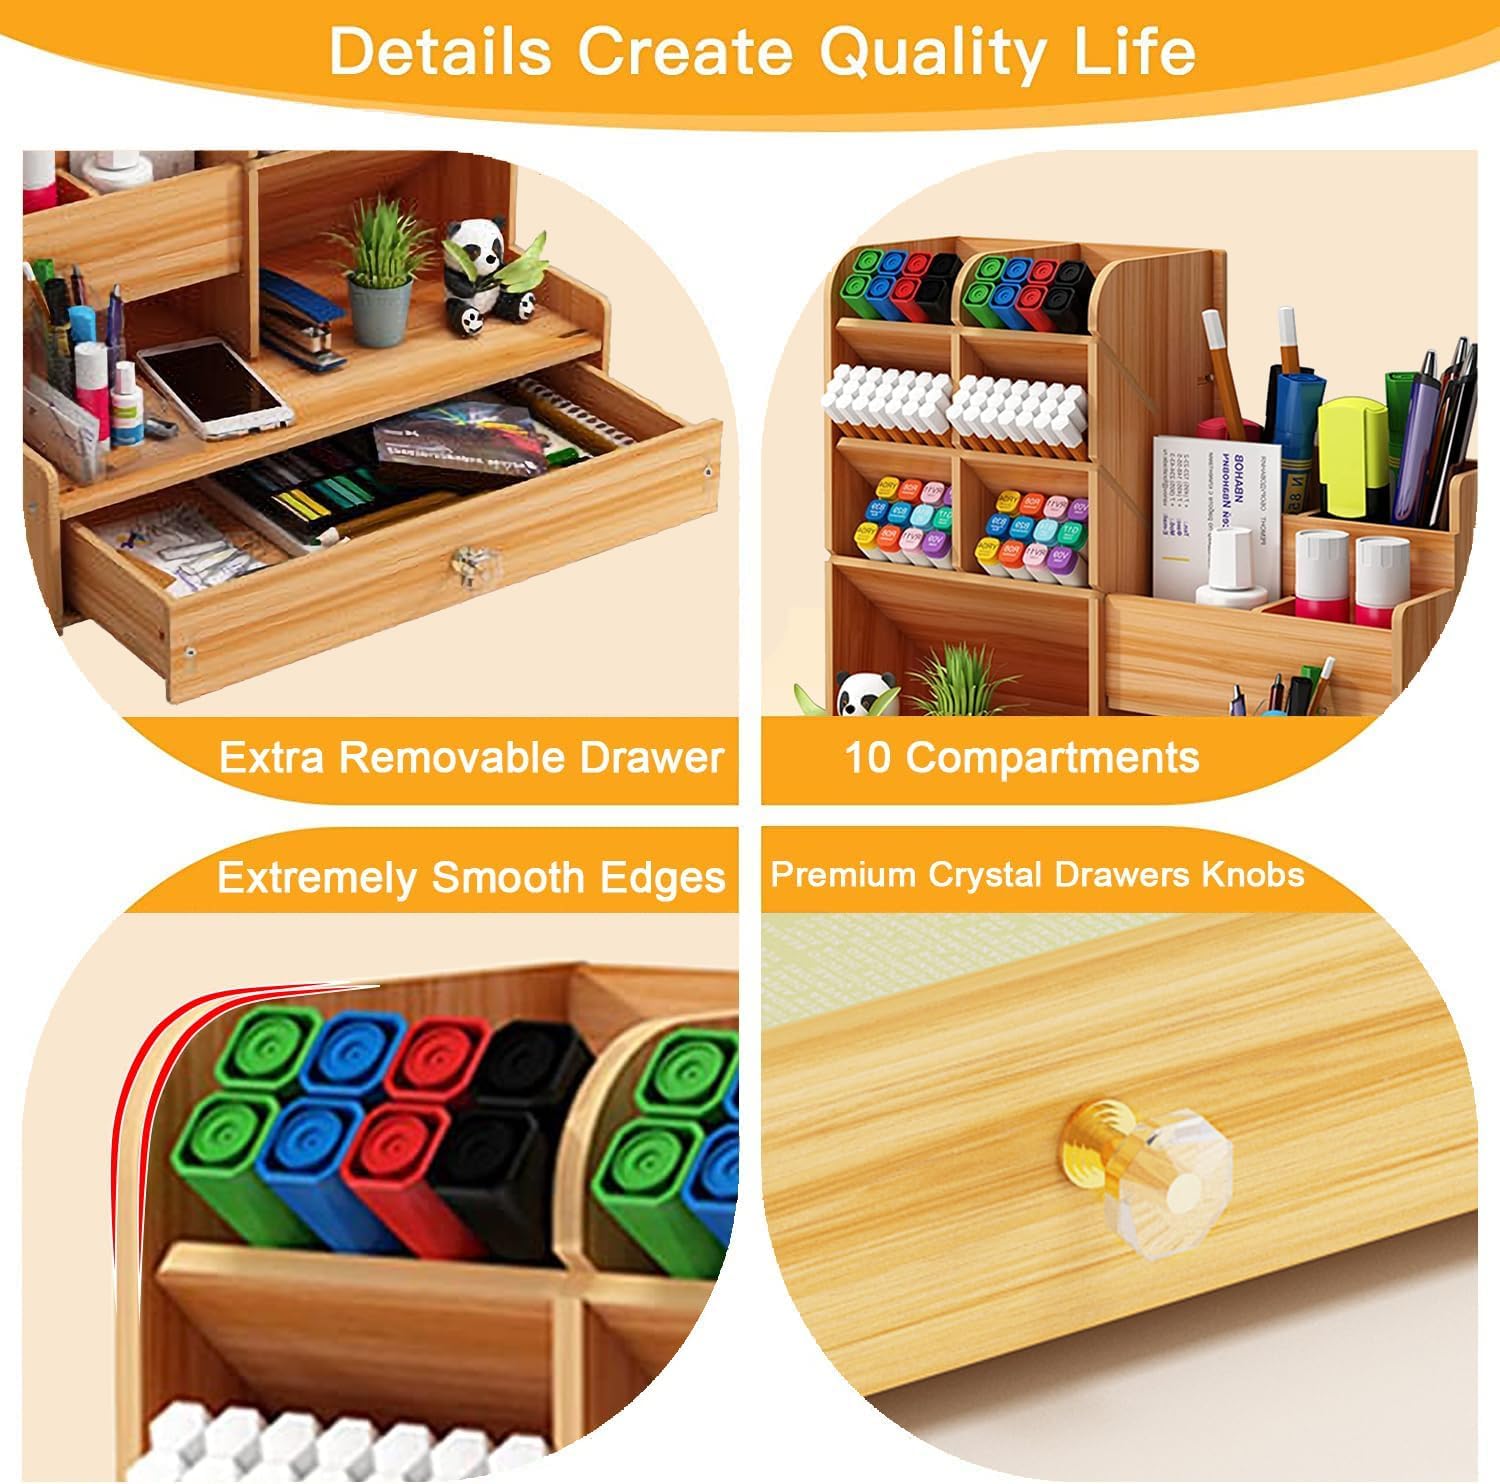 Details Create Quality Life
Extra Removable Drawer
10 Compartments
Extremely Smooth Edges
Premium Crystal Drawers Knobs